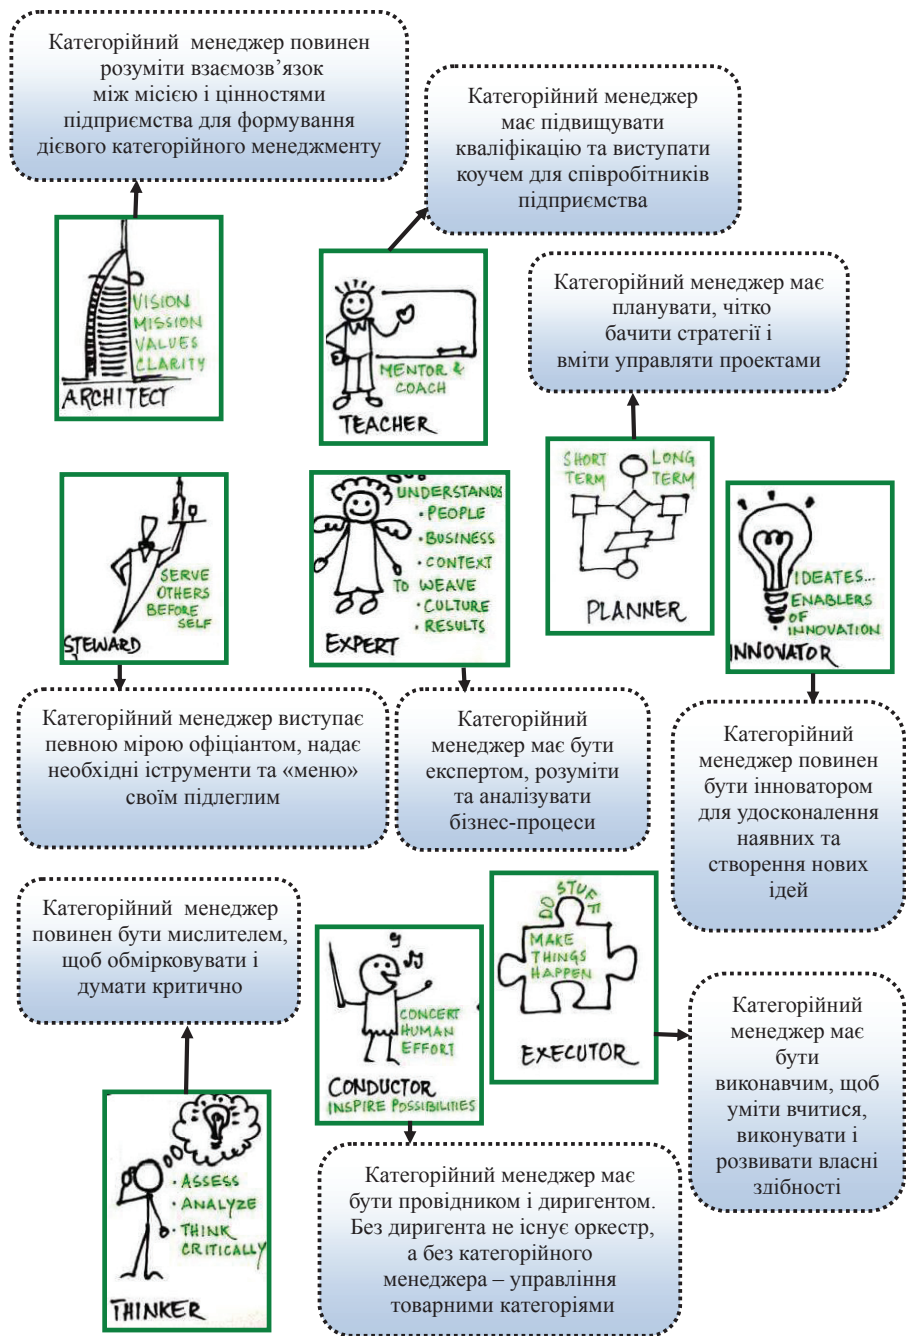 Категорійний менеджер повинен
розуміти взаємозв’язок
між місією і цінностями
підприємства для формування
дієвого категорійного менеджменту
Категорійний менеджер
має підвищувати
кваліфікацію та виступати
коучем для співробітників
підприємства
VISION
MISSION
VALUES
CLARITY
ARCHITECT
MENTOR &
COACH
TEACHER
Категорійний менеджер має
планувати, чітко
бачити стратегії і
вміти управляти проектами
SERVE
OTHERS
BEFORE
SELF
STEWARD
UNDERSTANDS
• PEOPLE
• BUSINESS
• CONTEXT
TO WEAVE
• CULTURE
• RESULTS
EXPERT
SHORT TERM
LONG TERM
PLANNER
IDEATES...
ENABLERS
OF
INNOVATION
INNOVATOR
Категорійний менеджер виступає
певною мірою офіціантом, надає
необхідні іструменти та «меню»
своїм підлеглим
Категорійний
менеджер має бути
експертом, розуміти
та аналізувати
бізнес-процеси
Категорійний
менеджер повинен
бути інноватором
для удосконалення
наявних та
створення нових
ідей
Категорійний менеджер
повинен бути мислителем,
щоб обмірковувати і
думати критично
CONCERT
HUMAN
EFFORT
CONDUCTOR
INSPIRE POSSIBILITIES
DO STUFF
MAKE
THINGS
HAPPEN
EXECUTOR
Категорійний
менеджер має
бути
виконавчим, щоб
уміти вчитися,
виконувати і
розвивати власні
здібності
• ASSESS
• ANALYZE
• THINK
CRITICALLY
THINKER
Категорійний менеджер має
бути провідником і диригентом.
Без диригента не існує оркестр,
а без категорійного
менеджера – управління
товарними категоріями